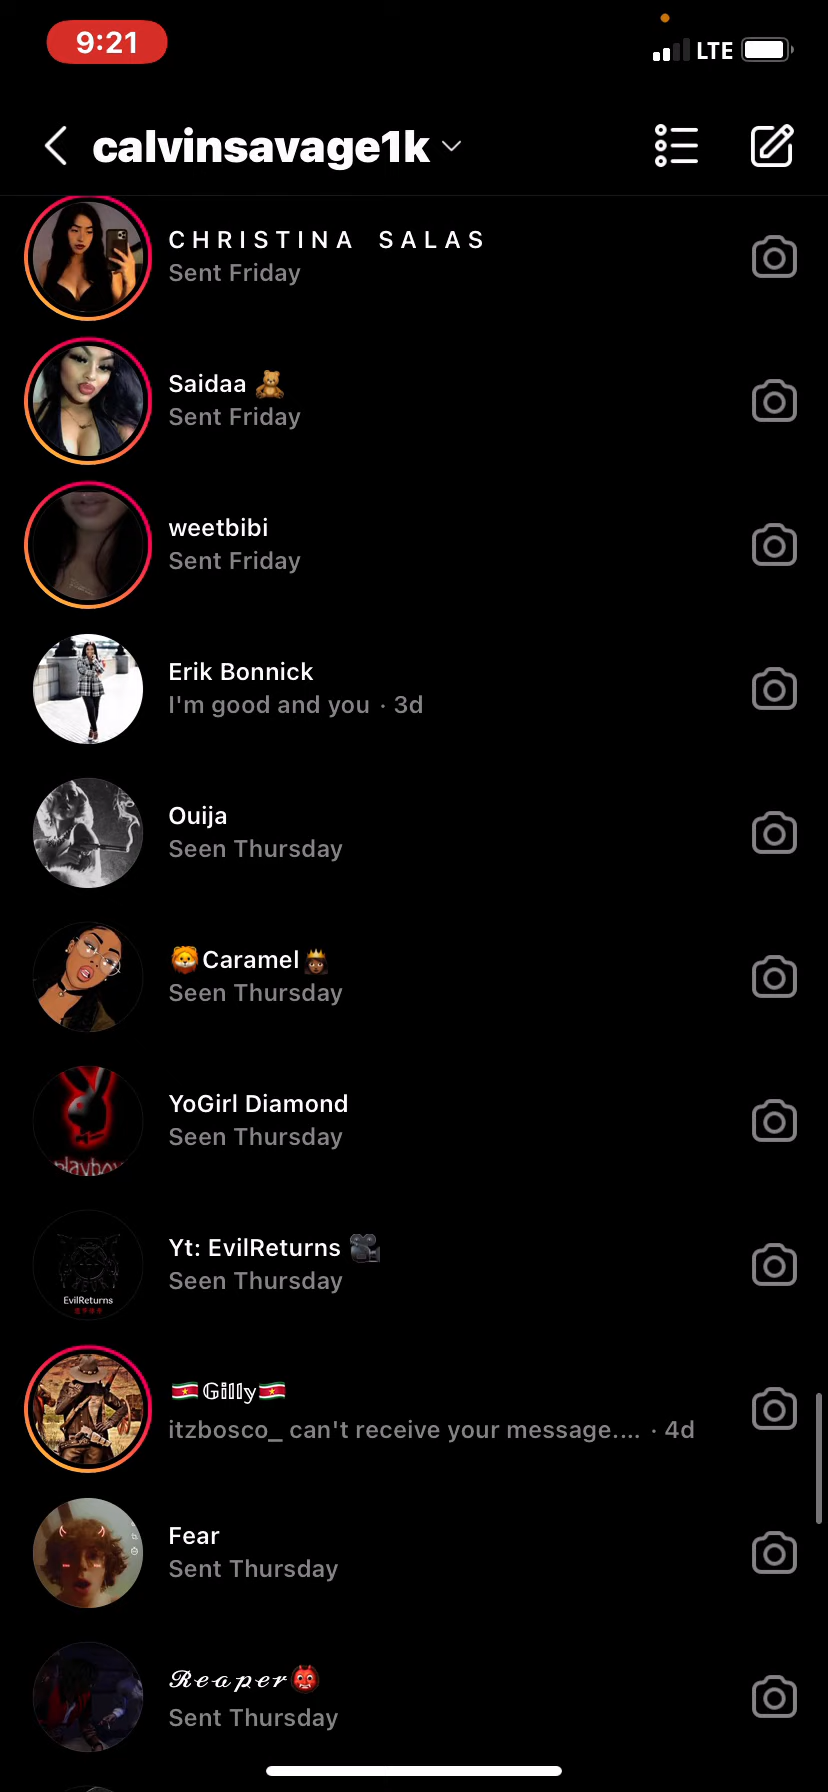 9:21
LTE
calvinsavage1k
CHRISTINA SALAS
Sent Friday
Saidaa 🧸
Sent Friday
weetbibi
Sent Friday
Erik Bonnick
I'm good and you · 3d
Ouija
Seen Thursday
🦁Caramel👸🏾
Seen Thursday
YoGirl Diamond
Seen Thursday
playboy
Yt: EvilReturns 🎥
Seen Thursday
EvilReturns
🇸🇷𝔾𝕚𝕝𝕝𝕪🇸🇷
itzbosco_ can't receive your message.... · 4d
Fear
Sent Thursday
𝓡𝓮𝓪𝓹𝓮𝓻👹
Sent Thursday